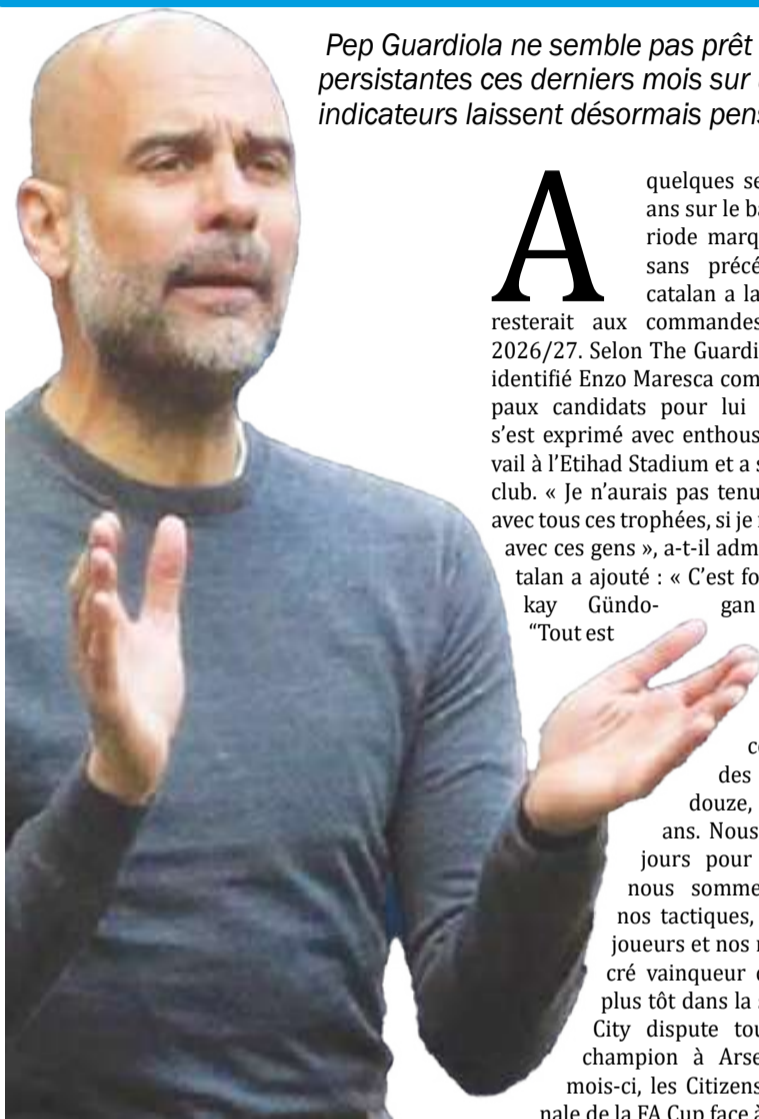 Pep Guardiola ne semble pas prêt
persistantes ces derniers mois sur
indicateurs laissent désormais pens
A
quelques se
ans sur le ba
riode marq
sans précé
catalan a la
resterait aux commandes
2026/27. Selon The Guardi
identifié Enzo Maresca com
paux candidats pour lui
s’est exprimé avec enthous
vail à l’Etihad Stadium et a s
club. « Je n’aurais pas tenu
avec tous ces trophées, si je
avec ces gens », a-t-il adm
talan a ajouté : « C’est fo
kay Gündo- gan
“Tout est
des
douze,
ans. Nous
jours pour
nous somme
nos tactiques,
joueurs et nos
cré vainqueur
plus tôt dans la
City dispute tou
champion à Arse
mois-ci, les Citizens
nale de la FA Cup face à